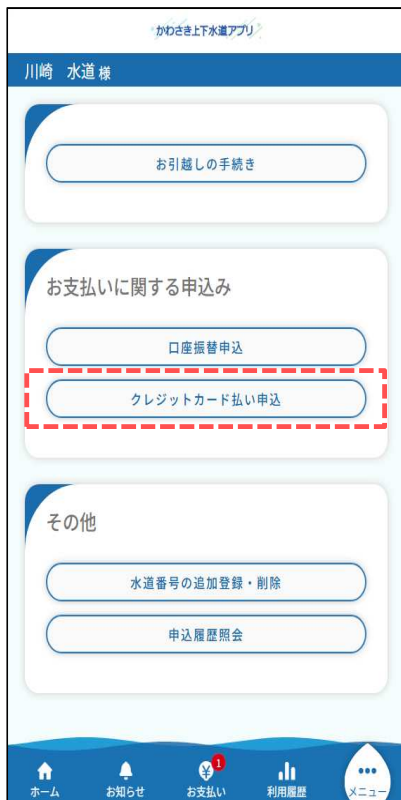 かわさき上下水道アプリ
川崎　水道 様
お引越しの手続き
お支払いに関する申込み
口座振替申込
クレジットカード払い申込
その他
水道番号の追加登録・削除
申込履歴照会
1
ホーム　お知らせ　お支払い　利用履歴　メニュー